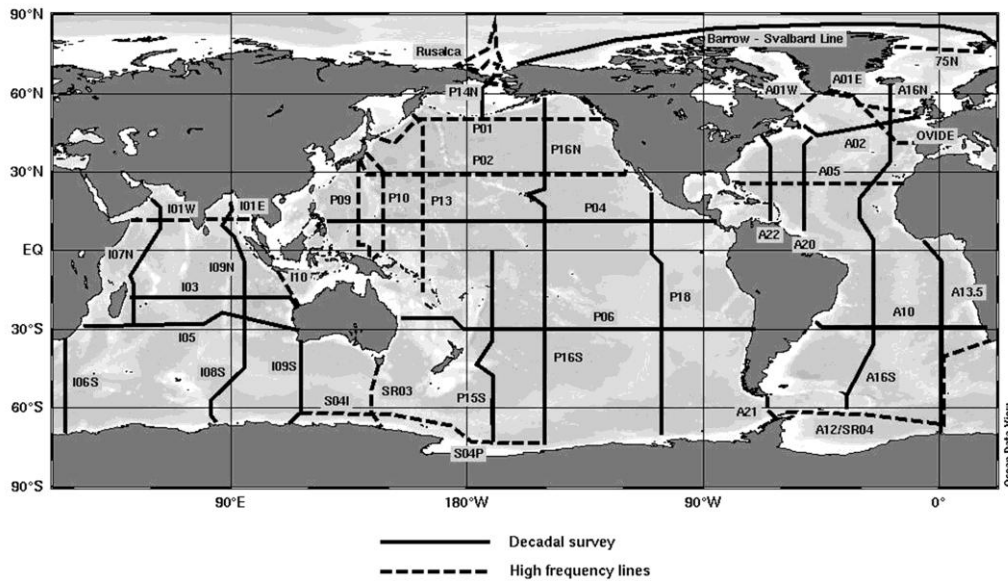 90°N
Rusalca
Barrow - Svalbard Line
75N
60°N
P14N
A01W
A01E
A16N
P01
OVIDE
P02
P16N
A02
30°N
I01W
I01E
P09
P10
P13
A05
P04
EQ
I07N
I09N
I10
A22
A20
I03
P18
A13.5
P06
A10
30°S
I05
I06S
I08S
I09S
SR03
P16S
A16S
S04I
P15S
60°S
A21
A12/SR04
S04P
90°S
90°E
180°W
90°W
0°
Ocean Data View
Decadal survey
High frequency lines